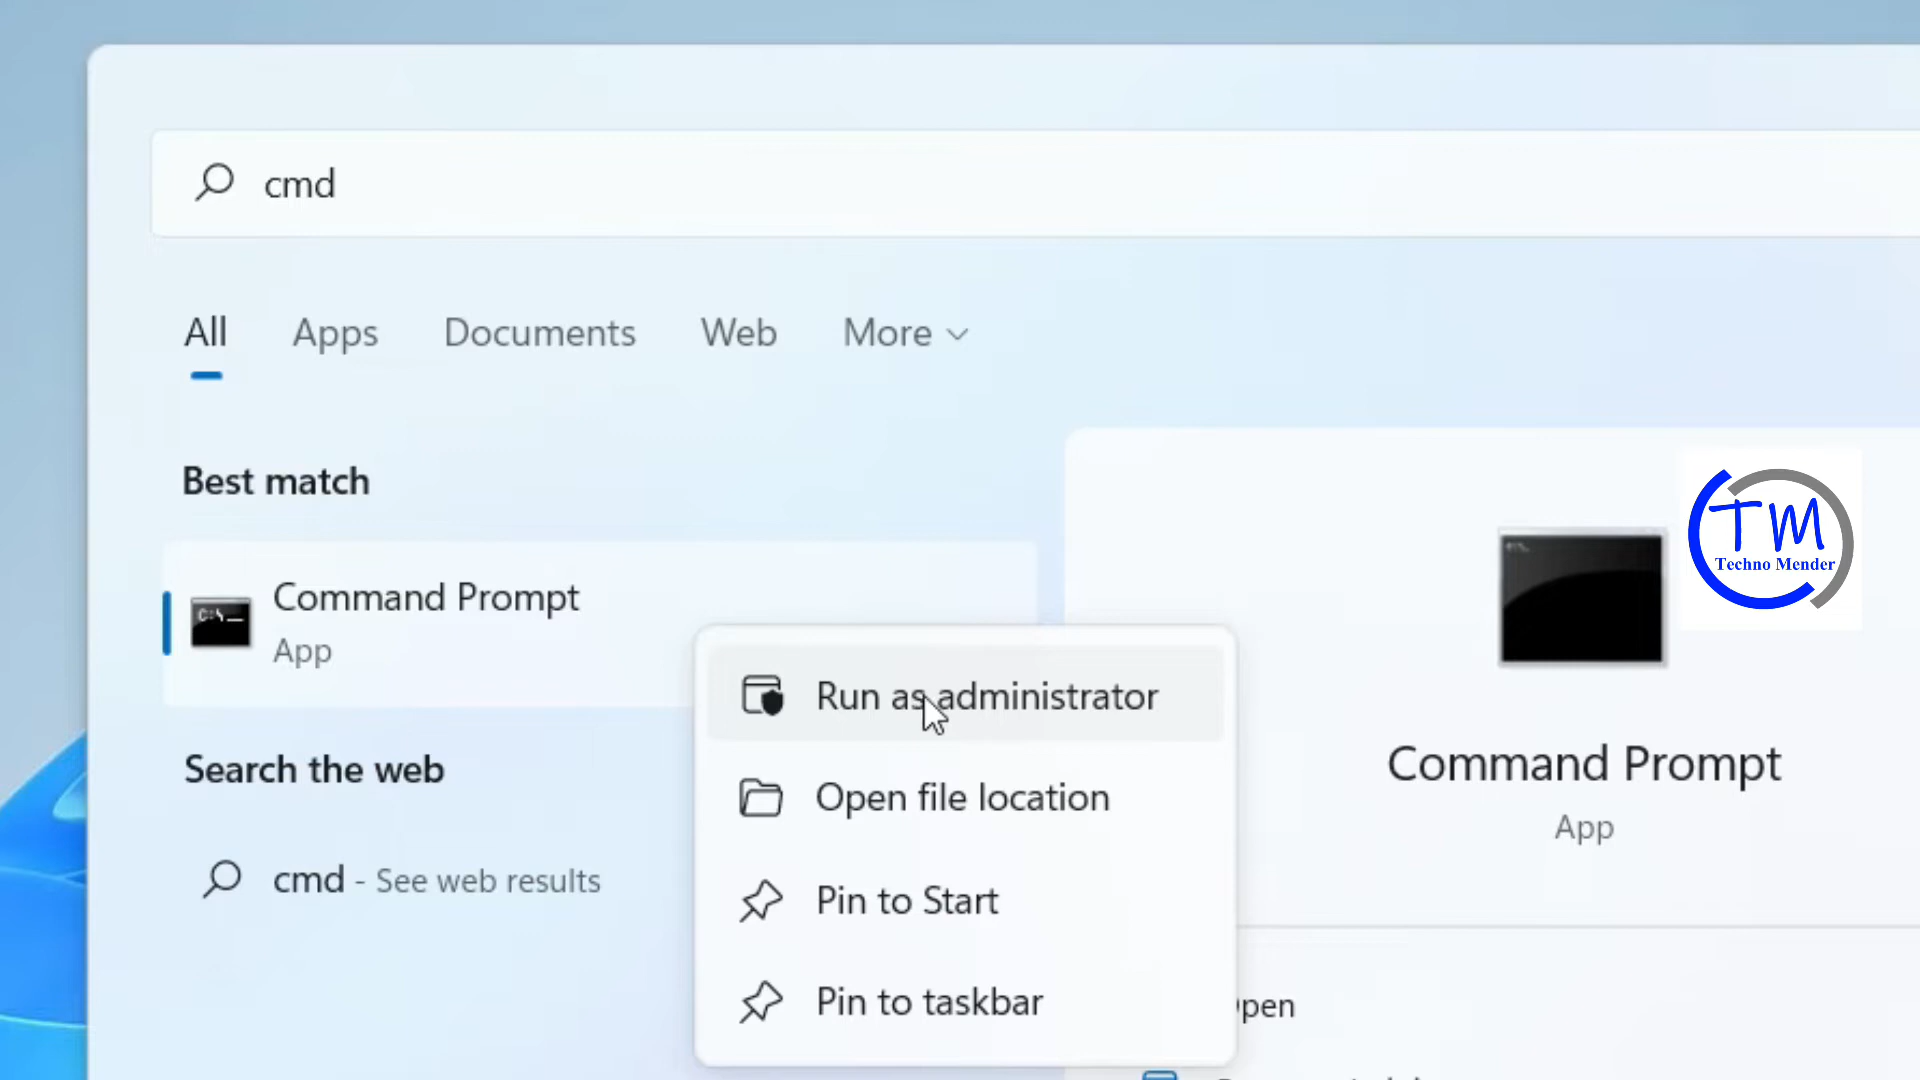 cmd
All Apps Documents Web More
Best match
Command Prompt
App
Search the web
cmd - See web results
Run as administrator
Open file location
Pin to Start
Pin to taskbar
TM
Techno Mender
Command Prompt
App
pen